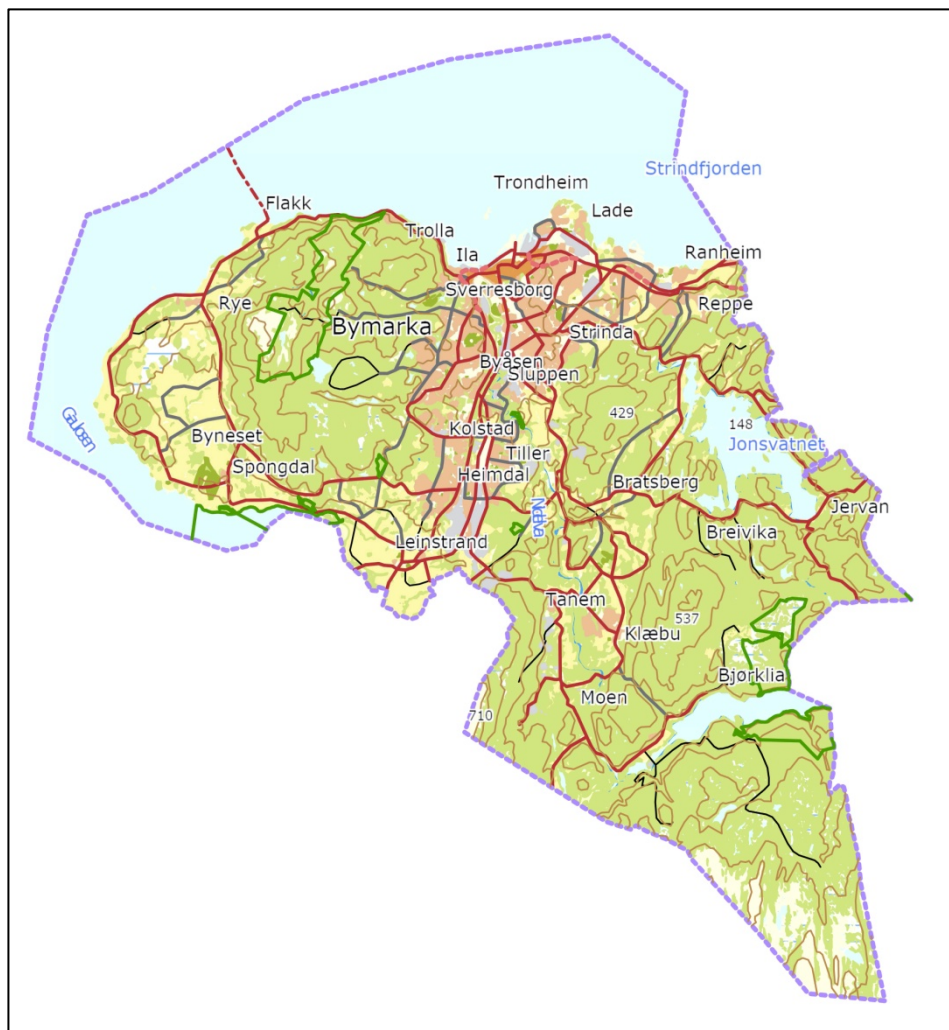 Strindfjorden
Trondheim
Flakk
Lade
Trolla
Ila
Ranheim
Rye
Sverresborg
Reppe
Bymarka
Strinda
Byåsen
Sluppen
Gaulosen
429
148
Byneset
Kolstad
Jonsvatnet
Spongdal
Tiller
Heimdal
Bratsberg
Nidelva
Jervan
Leinstrand
Breivika
Tanem
Klæbu
537
Bjørklia
710
Moen